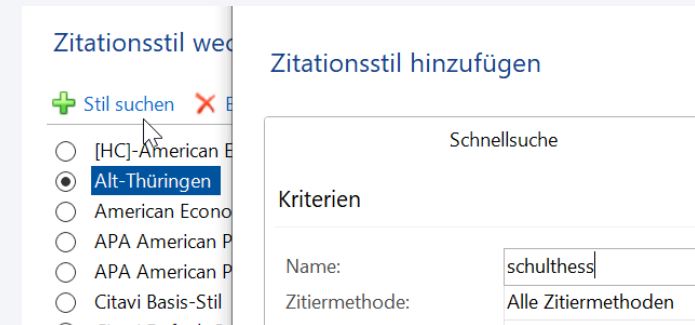 Zitationsstil wec
Stil suchen
[HC]-American E
Alt-Thüringen
American Econo
APA American P
APA American P
Citavi Basis-Stil
Zitationsstil hinzufügen
Schnellsuche
Kriterien
Name: schulthess
Zitiermethode: Alle Zitiermethoden